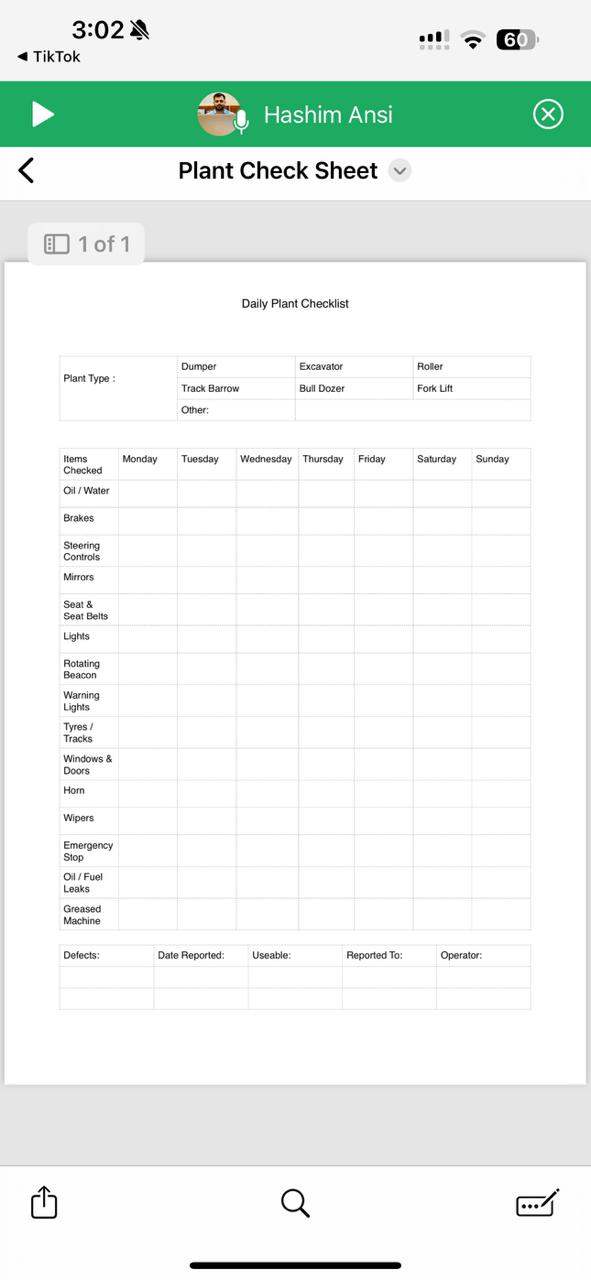 3:02
60
TikTok
Hashim Ansi
Plant Check Sheet
1 of 1
Daily Plant Checklist
Plant Type :
Dumper
Excavator
Roller
Track Barrow
Bull Dozer
Fork Lift
Other:
Items
Checked
Monday
Tuesday
Wednesday
Thursday
Friday
Saturday
Sunday
Oil / Water
Brakes
Steering
Controls
Mirrors
Seat &
Seat Belts
Lights
Rotating
Beacon
Warning
Lights
Tyres /
Tracks
Windows &
Doors
Horn
Wipers
Emergency
Stop
Oil / Fuel
Leaks
Greased
Machine
Defects:
Date Reported:
Useable:
Reported To:
Operator: